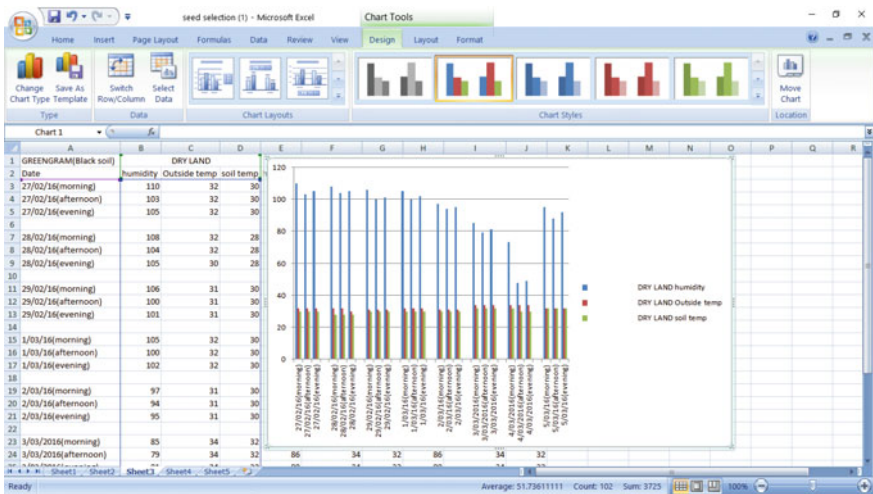 seed selection (1) - Microsoft Excel
Chart Tools
Home Insert Page Layout Formulas Data Review View Design Layout Format
Change Chart Type
Save As Template
Switch Row/Column
Select Data
Move Chart
Type Data Chart Layouts Chart Styles Location
Chart 1 fx
A B C D E F G H I J K L M N O P Q R
1 GREENGRAM(Black soil) DRY LAND
2 Date humidity Outside temp soil temp
3 27/02/16(morning) 110 32 30
4 27/02/16(afternoon) 103 32 30
5 27/02/16(evening) 105 32 30
6
7 28/02/16(morning) 108 32 28
8 28/02/16(afternoon) 104 32 28
9 28/02/16(evening) 105 30 28
10
11 29/02/16(morning) 106 31 30
12 29/02/16(afternoon) 100 31 30
13 29/02/16(evening) 101 31 30
14
15 1/03/16(morning) 105 32 30
16 1/03/16(afternoon) 100 32 30
17 1/03/16(evening) 102 32 30
18
19 2/03/16(morning) 97 31 30
20 2/03/16(afternoon) 94 31 30
21 2/03/16(evening) 95 31 30
22
23 3/03/2016(morning) 85 34 32
24 3/03/2016(afternoon) 79 34 32 86 34 32 86 34 32
120
100
80
60
40
20
0
27/02/16(morning)
27/02/16(afternoon)
27/02/16(evening)
28/02/16(morning)
28/02/16(afternoon)
28/02/16(evening)
29/02/16(morning)
29/02/16(afternoon)
29/02/16(evening)
1/03/16(morning)
1/03/16(afternoon)
1/03/16(evening)
2/03/16(morning)
2/03/16(afternoon)
2/03/16(evening)
3/03/2016(morning)
3/03/2016(afternoon)
3/03/2016(evening)
4/03/2016(morning)
4/03/2016(afternoon)
4/03/2016(evening)
5/03/16(morning)
5/03/16(afternoon)
5/03/16(evening)
DRY LAND humidity
DRY LAND Outside temp
DRY LAND soil temp
Sheet1 Sheet2 Sheet3 Sheet4 Sheet5
Ready Average: 51.73611111 Count: 102 Sum: 3725 100%